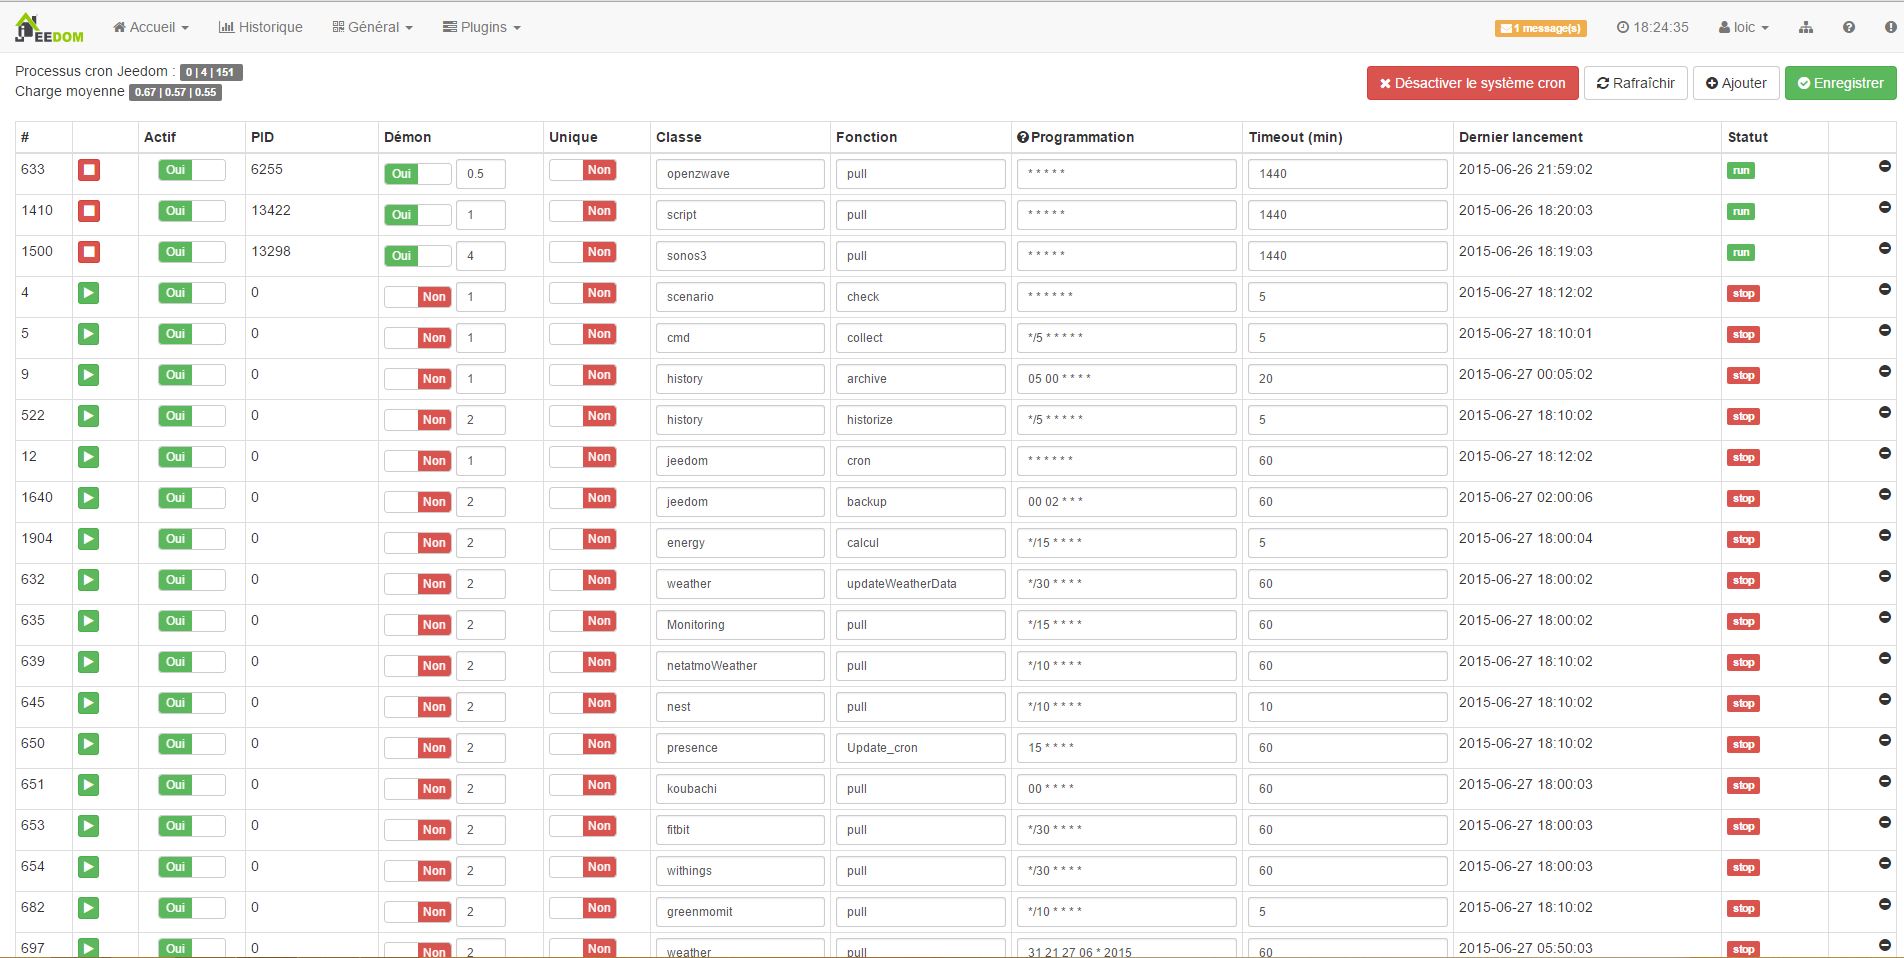 JEEDOM Accueil Historique Général Plugins 1 message(s) 18:24:35 loic
Processus cron Jeedom : 0 | 4 | 151
Charge moyenne 0.67 | 0.57 | 0.55
Désactiver le système cron Rafraîchir Ajouter Enregistrer
# Actif PID Démon Unique Classe Fonction Programmation Timeout (min) Dernier lancement Statut
633 Oui 6255 Oui 0.5 Non openzwave pull * * * * * 1440 2015-06-26 21:59:02 run
1410 Oui 13422 Oui 1 Non script pull * * * * * 1440 2015-06-26 18:20:03 run
1500 Oui 13298 Oui 4 Non sonos3 pull * * * * * 1440 2015-06-26 18:19:03 run
4 Oui 0 Non 1 Non scenario check * * * * * * 5 2015-06-27 18:12:02 stop
5 Oui 0 Non 1 Non cmd collect */5 * * * * * 5 2015-06-27 18:10:01 stop
9 Oui 0 Non 1 Non history archive 05 00 * * * * 20 2015-06-27 00:05:02 stop
522 Oui 0 Non 2 Non history historize */5 * * * * * 5 2015-06-27 18:10:02 stop
12 Oui 0 Non 1 Non jeedom cron * * * * * * 60 2015-06-27 18:12:02 stop
1640 Oui 0 Non 2 Non jeedom backup 00 02 * * * 60 2015-06-27 02:00:06 stop
1904 Oui 0 Non 2 Non energy calcul */15 * * * * 5 2015-06-27 18:00:04 stop
632 Oui 0 Non 2 Non weather updateWeatherData */30 * * * * 60 2015-06-27 18:00:02 stop
635 Oui 0 Non 2 Non Monitoring pull */15 * * * * 60 2015-06-27 18:00:02 stop
639 Oui 0 Non 2 Non netatmoWeather pull */10 * * * * 60 2015-06-27 18:10:02 stop
645 Oui 0 Non 2 Non nest pull */10 * * * * 10 2015-06-27 18:10:02 stop
650 Oui 0 Non 2 Non presence Update_cron 15 * * * * 60 2015-06-27 18:10:02 stop
651 Oui 0 Non 2 Non koubachi pull 00 * * * * 60 2015-06-27 18:00:03 stop
653 Oui 0 Non 2 Non fitbit pull */30 * * * * 60 2015-06-27 18:00:03 stop
654 Oui 0 Non 2 Non withings pull */30 * * * * 60 2015-06-27 18:00:03 stop
682 Oui 0 Non 2 Non greenmomit pull */10 * * * * 5 2015-06-27 18:10:02 stop
697 Oui 0 Non 2 Non weather pull 31 21 27 06 * 2015 60 2015-06-27 05:50:03 stop